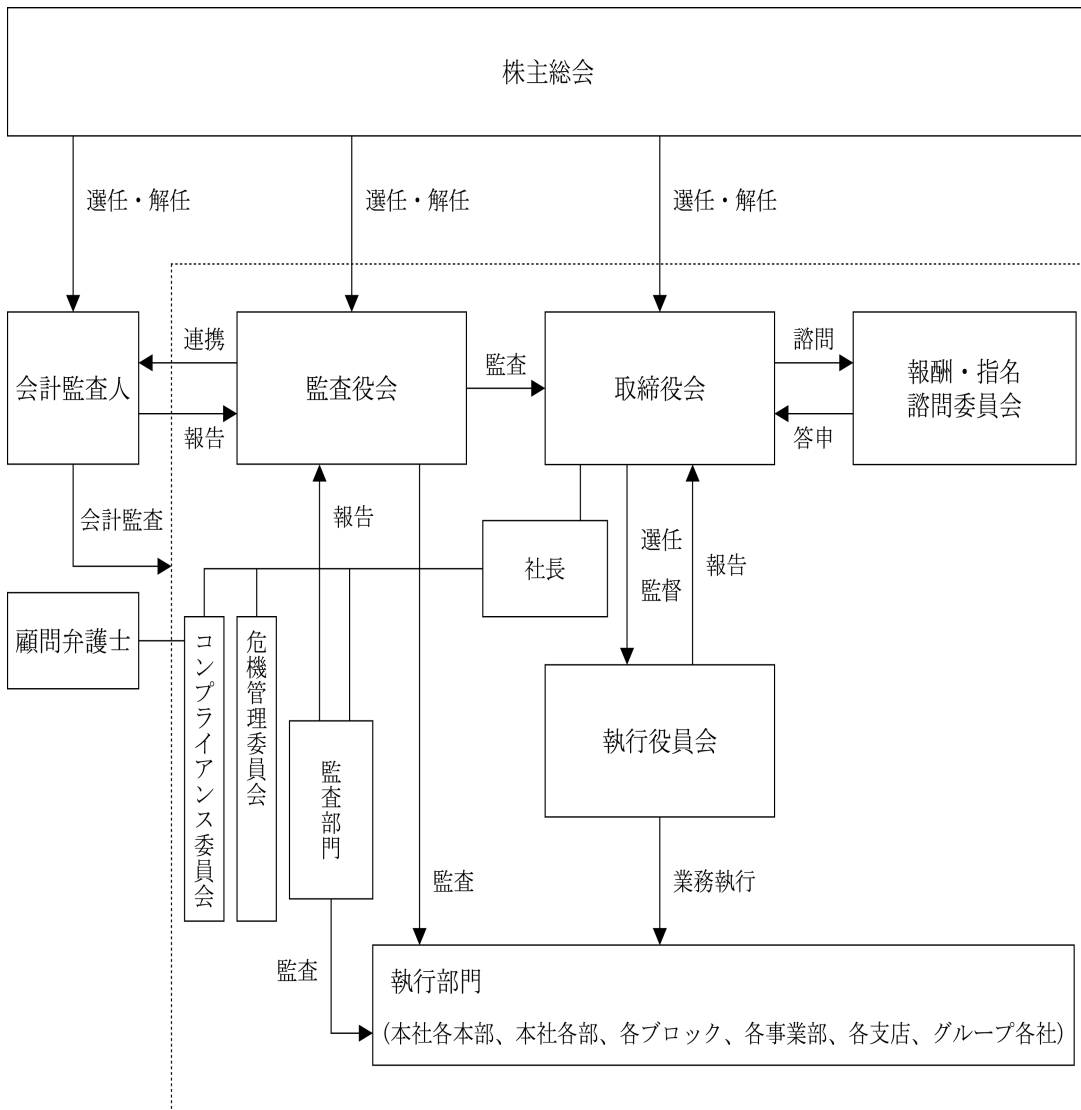 株主総会
選任・解任
選任・解任
選任・解任
会計監査人
連携
報告
監査役会
監査
取締役会
諮問
答申
報酬・指名
諮問委員会
会計監査
報告
社長
選任
監督
報告
顧問弁護士
コンプライアンス委員会
危機管理委員会
監査部門
執行役員会
監査
業務執行
監査
執行部門
(本社各本部、本社各部、各ブロック、各事業部、各支店、グループ各社)